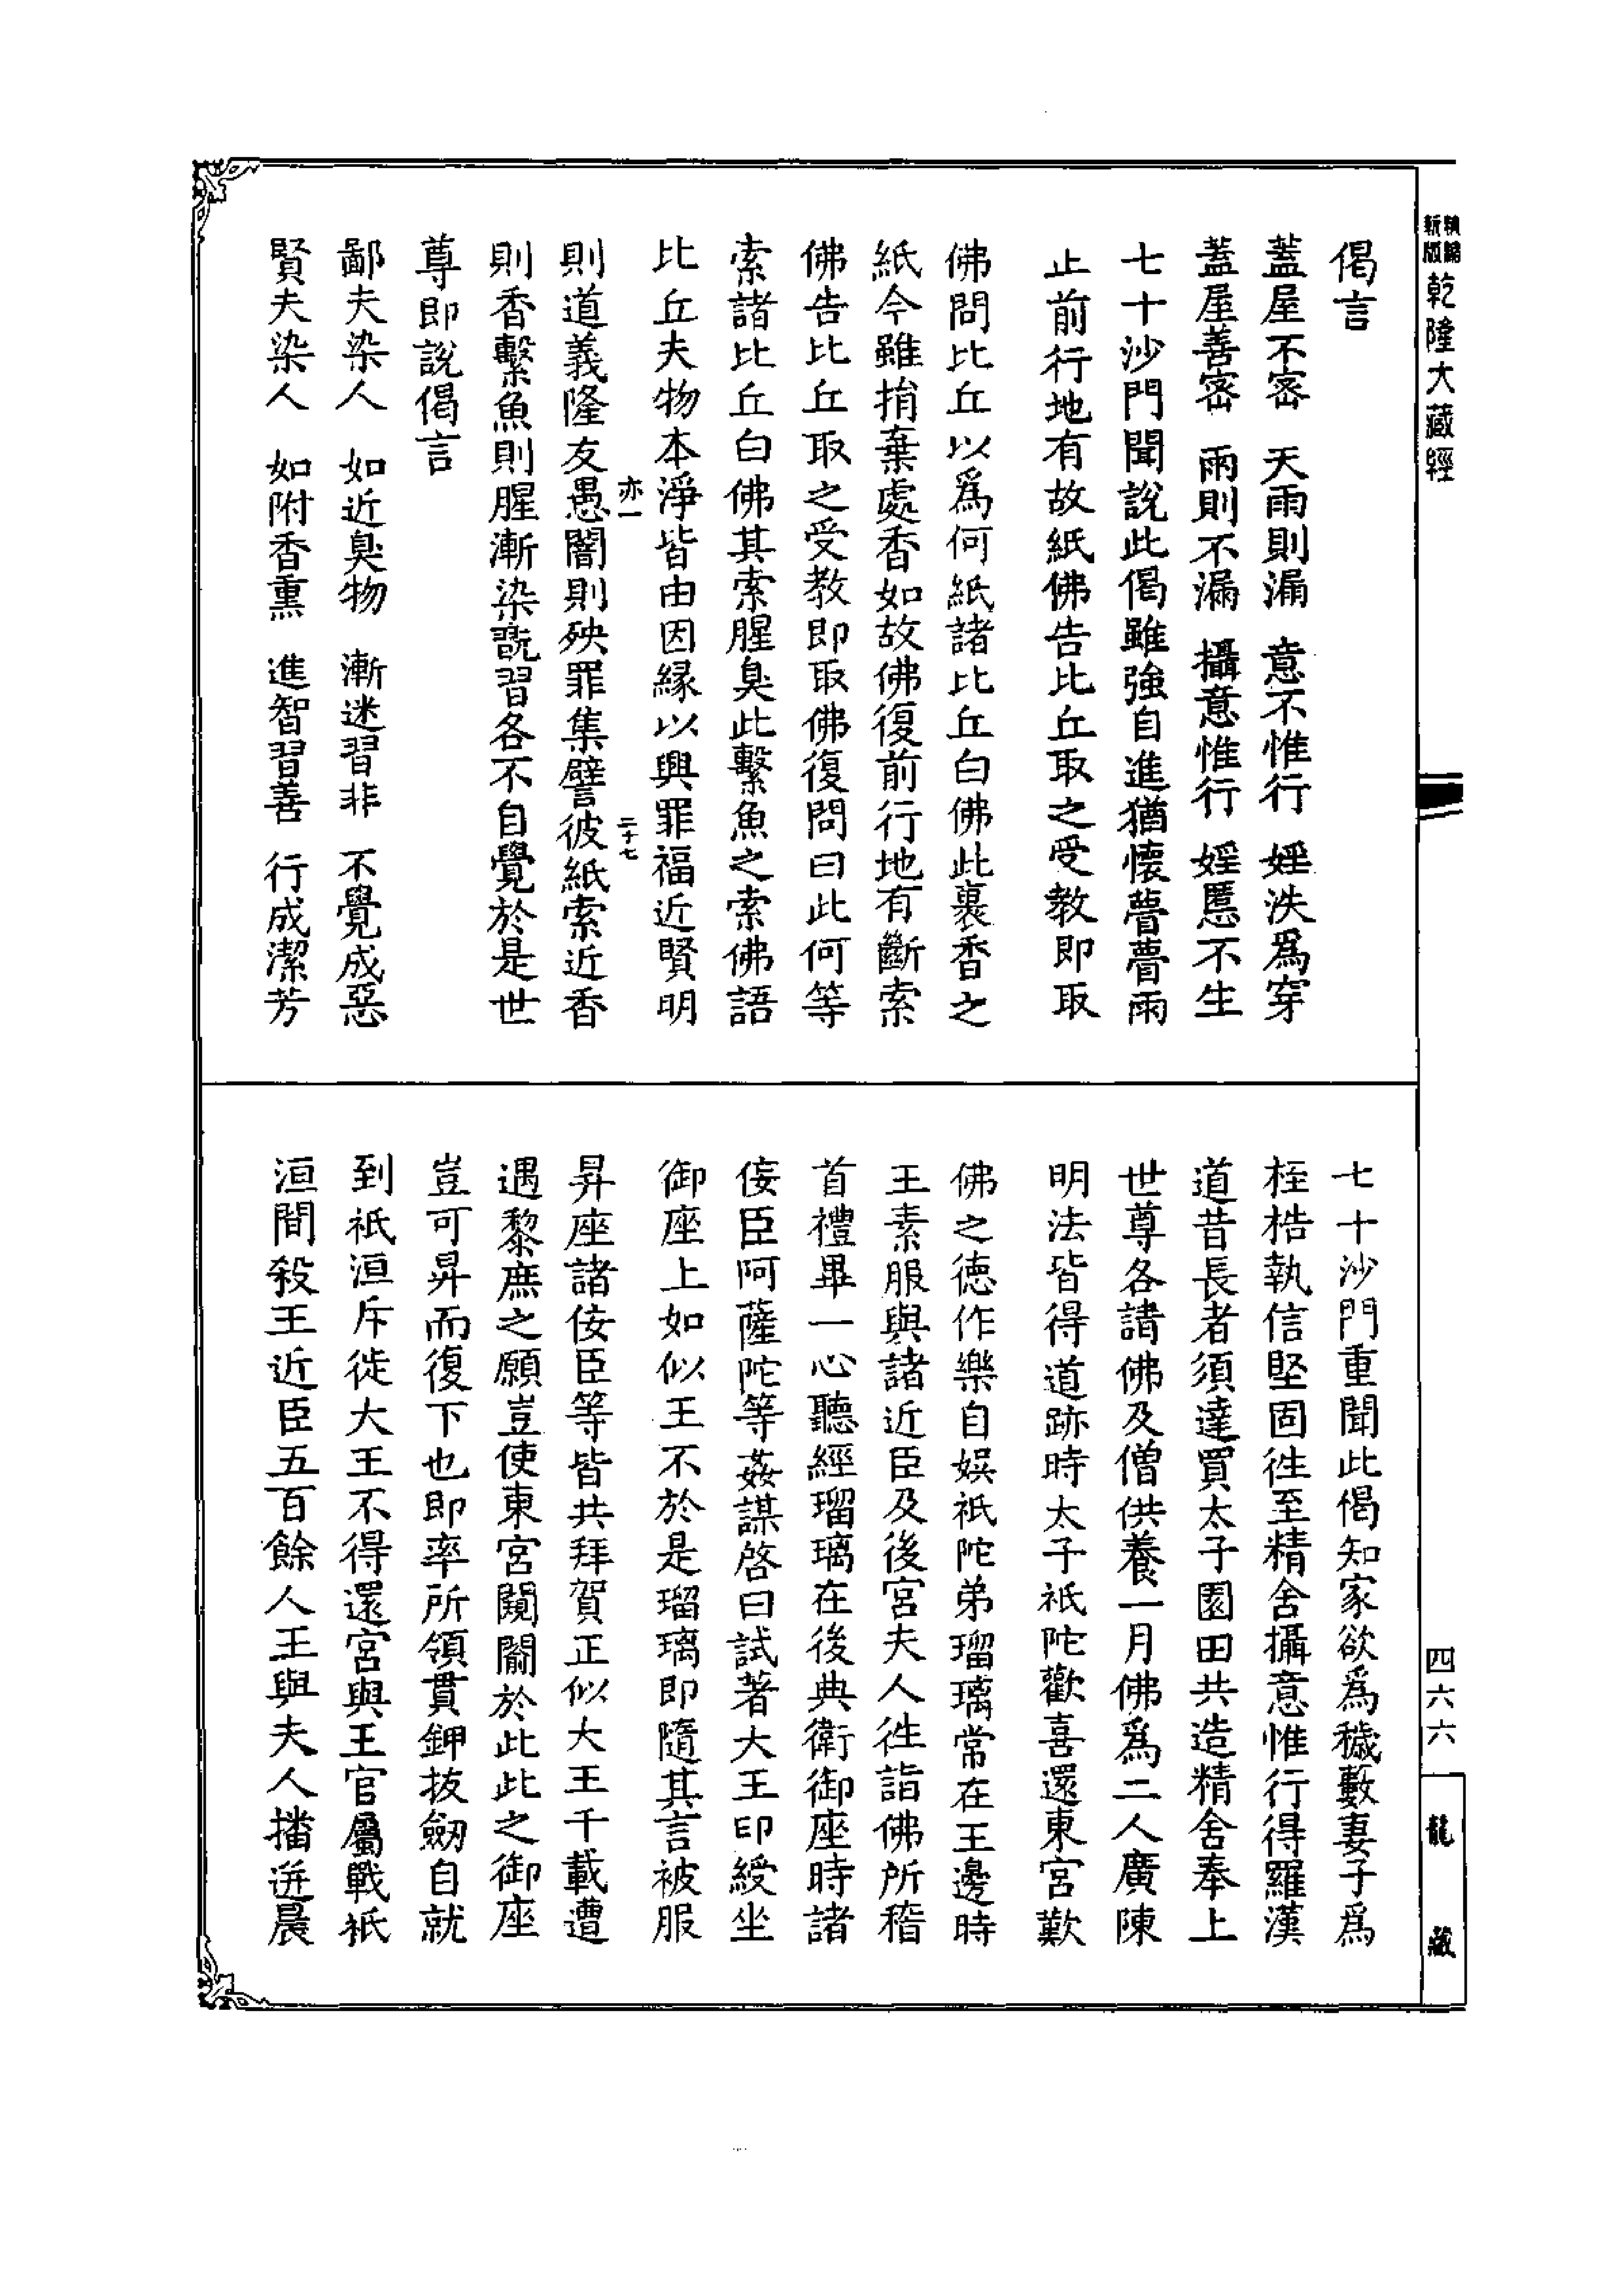 新版
精縮
乾隆大藏經
偈言
蓋屋不密 天雨則漏 意不惟行 婬泆爲穿
蓋屋善密 雨則不漏 攝意惟行 婬慝不生
七十沙門聞說此偈雖強自進猶懷瞢瞢雨
止前行地有故紙佛告比丘取之受教即取
佛問比丘以爲何紙諸比丘白佛此裹香之
紙今雖捐棄處香如故佛復前行地有斷索
佛告比丘取之受教即取佛復問曰此何等
索諸比丘白佛其索腥臭此繫魚之索佛語
比丘夫物本淨皆由因緣以興罪福近賢明
亦一
二十七
則道義隆友愚闇則殃罪集譬彼紙索近香
則香繫魚則腥漸染翫習各不自覺於是世
尊即說偈言
鄙夫染人 如近臭物 漸迷習非 不覺成惡
賢夫染人 如附香熏 進智習善 行成潔芳
七十沙門重聞此偈知家欲爲穢藪妻子爲
桎梏執信堅固往至精舍攝意惟行得羅漢
道昔長者須達買太子園田共造精舍奉上
世尊各請佛及僧供養一月佛爲二人廣陳
明法皆得道跡時太子祇陀歡喜還東宮歎
佛之德作樂自娛祇陀弟瑠璃常在王邊時
王素服與諸近臣及後宮夫人往詣佛所稽
首禮畢一心聽經瑠璃在後典衛御座時諸
佞臣阿薩陀等姦謀啓曰試著大王印綬坐
御座上如似王不於是瑠璃即隨其言被服
昇座諸佞臣等皆共拜賀正似大王千載遭
遇黎庶之願豈使東宮闚𨵦於此此之御座
豈可昇而復下也即率所領貫鉀拔劒自就
到祇洹斥徙大王不得還宮與王官屬戰祇
洹間殺王近臣五百餘人王與夫人播迸晨
四六六
龍藏